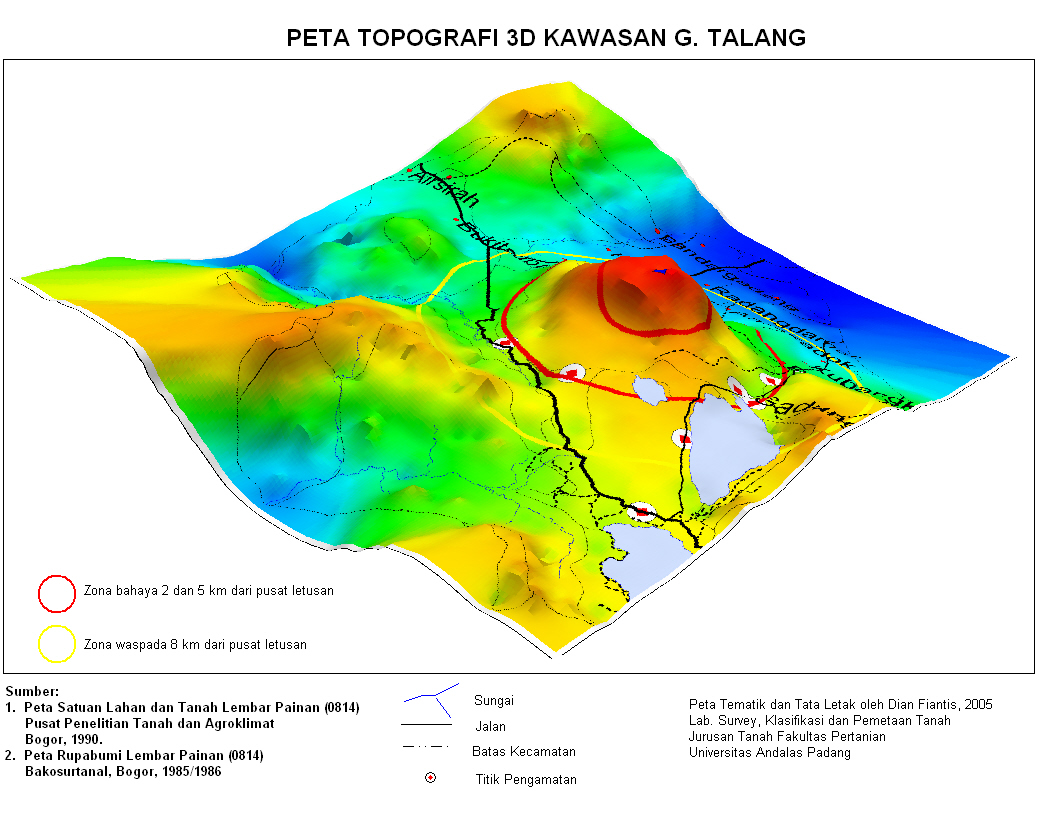 PETA TOPOGRAFI 3D KAWASAN G. TALANG
Airsirah
Zona bahaya 2 dan 5 km dari pusat letusan
Zona waspada 8 km dari pusat letusan
Sumber:
1. Peta Satuan Lahan dan Tanah Lembar Painan (0814)
Pusat Penelitian Tanah dan Agroklimat
Bogor, 1990.
2. Peta Rupabumi Lembar Painan (0814)
Bakosurtanal, Bogor, 1985/1986
Sungai
Jalan
Batas Kecamatan
Titik Pengamatan
Peta Tematik dan Tata Letak oleh Dian Fiantis, 2005
Lab. Survey, Klasifikasi dan Pemetaan Tanah
Jurusan Tanah Fakultas Pertanian
Universitas Andalas Padang